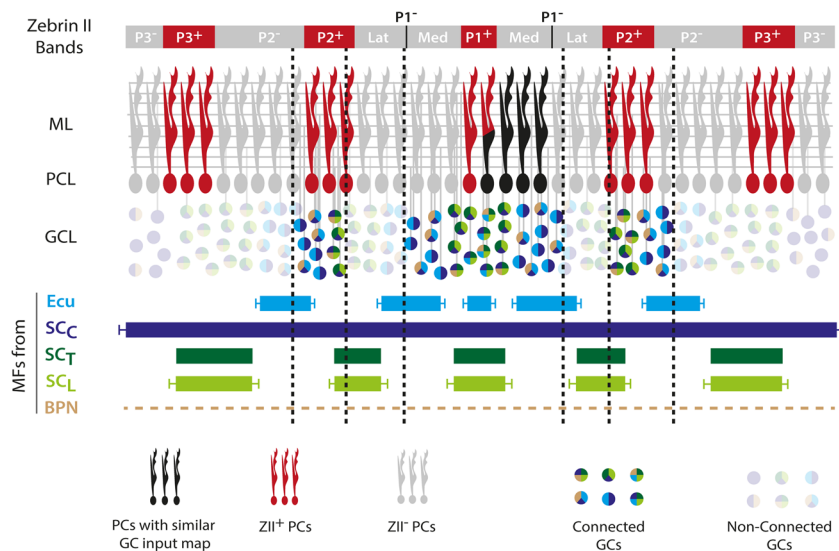 P1⁻ P1⁻
Zebrin II
Bands
P3⁻ P3⁺ P2⁻ P2⁺ Lat Med P1⁺ Med Lat P2⁺ P2⁻ P3⁺ P3⁻
ML
PCL
GCL
MFs from
Ecu
SCC
SCT
SCL
BPN
PCs with similar
GC input map
ZII⁺ PCs
ZII⁻ PCs
Connected
GCs
Non-Connected
GCs